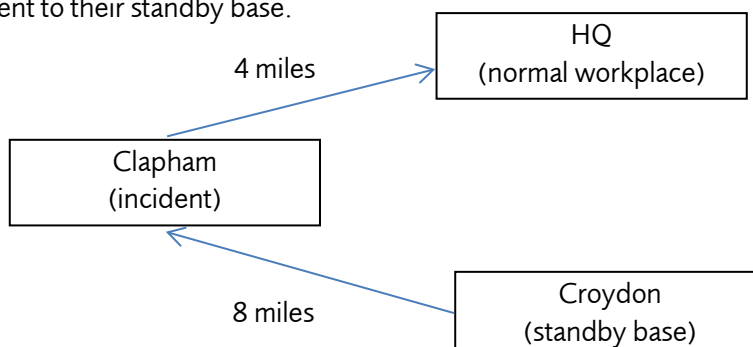 ent to their standby base.
HQ
(normal workplace)
4 miles
Clapham
(incident)
Croydon
(standby base)
8 miles